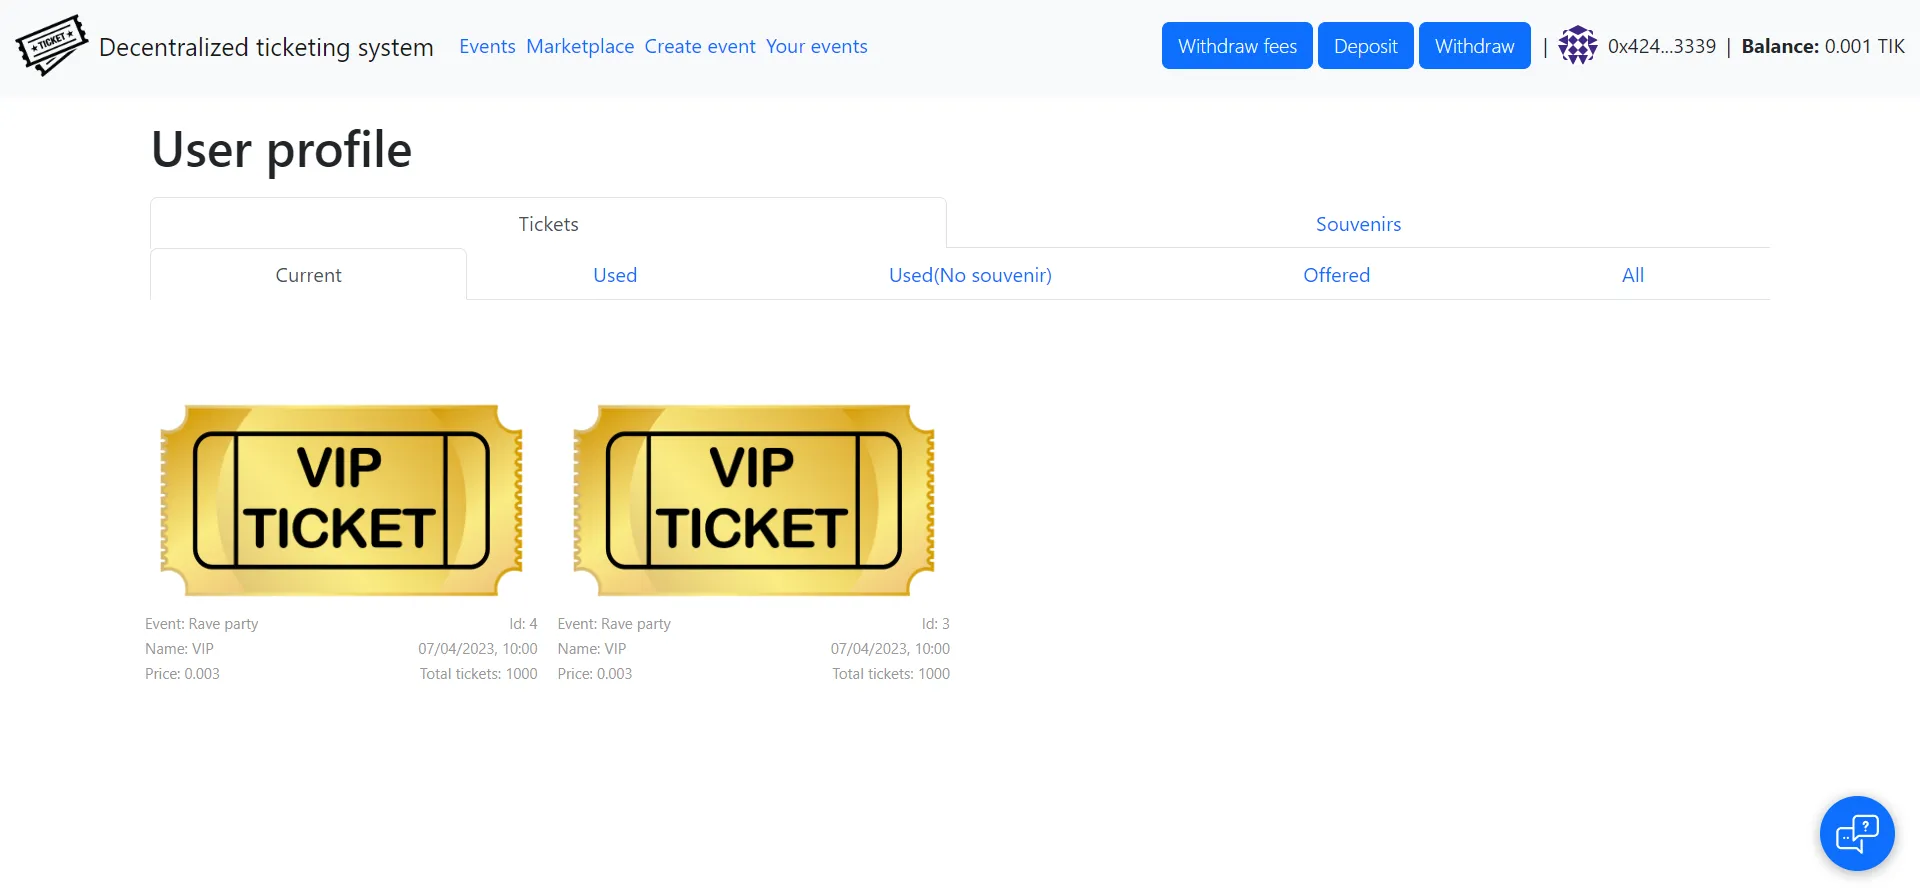 TICKET
Decentralized ticketing system Events Marketplace Create event Your events Withdraw fees Deposit Withdraw | 0x424...3339 | Balance: 0.001 TIK
User profile
Tickets Souvenirs
Current Used Used(No souvenir) Offered All
VIP
TICKET
Event: Rave party Id: 4
Name: VIP 07/04/2023, 10:00
Price: 0.003 Total tickets: 1000
VIP
TICKET
Event: Rave party Id: 3
Name: VIP 07/04/2023, 10:00
Price: 0.003 Total tickets: 1000
?